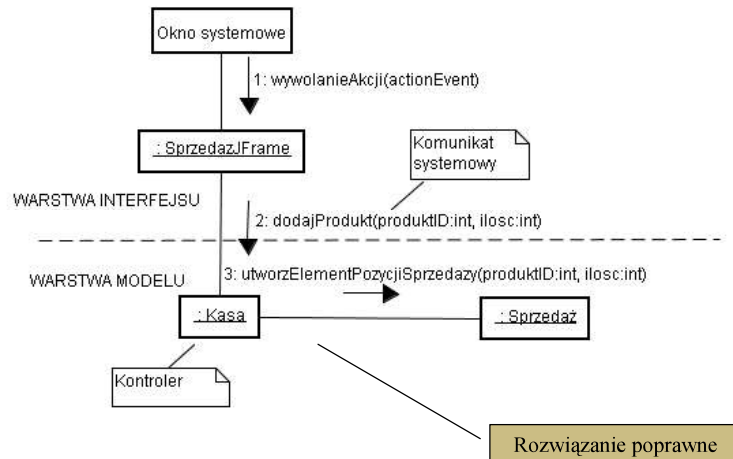 Okno systemowe
1: wywolanieAkcji(actionEvent)
: SprzedazJFrame
Komunikat
systemowy
WARSTWA INTERFEJSU
2: dodajProdukt(produktID:int, ilosc:int)
3: utworzElementPozycjiSprzedazy(produktID:int, ilosc:int)
WARSTWA MODELU
: Kasa
: Sprzedaż
Kontroler
Rozwiązanie poprawne